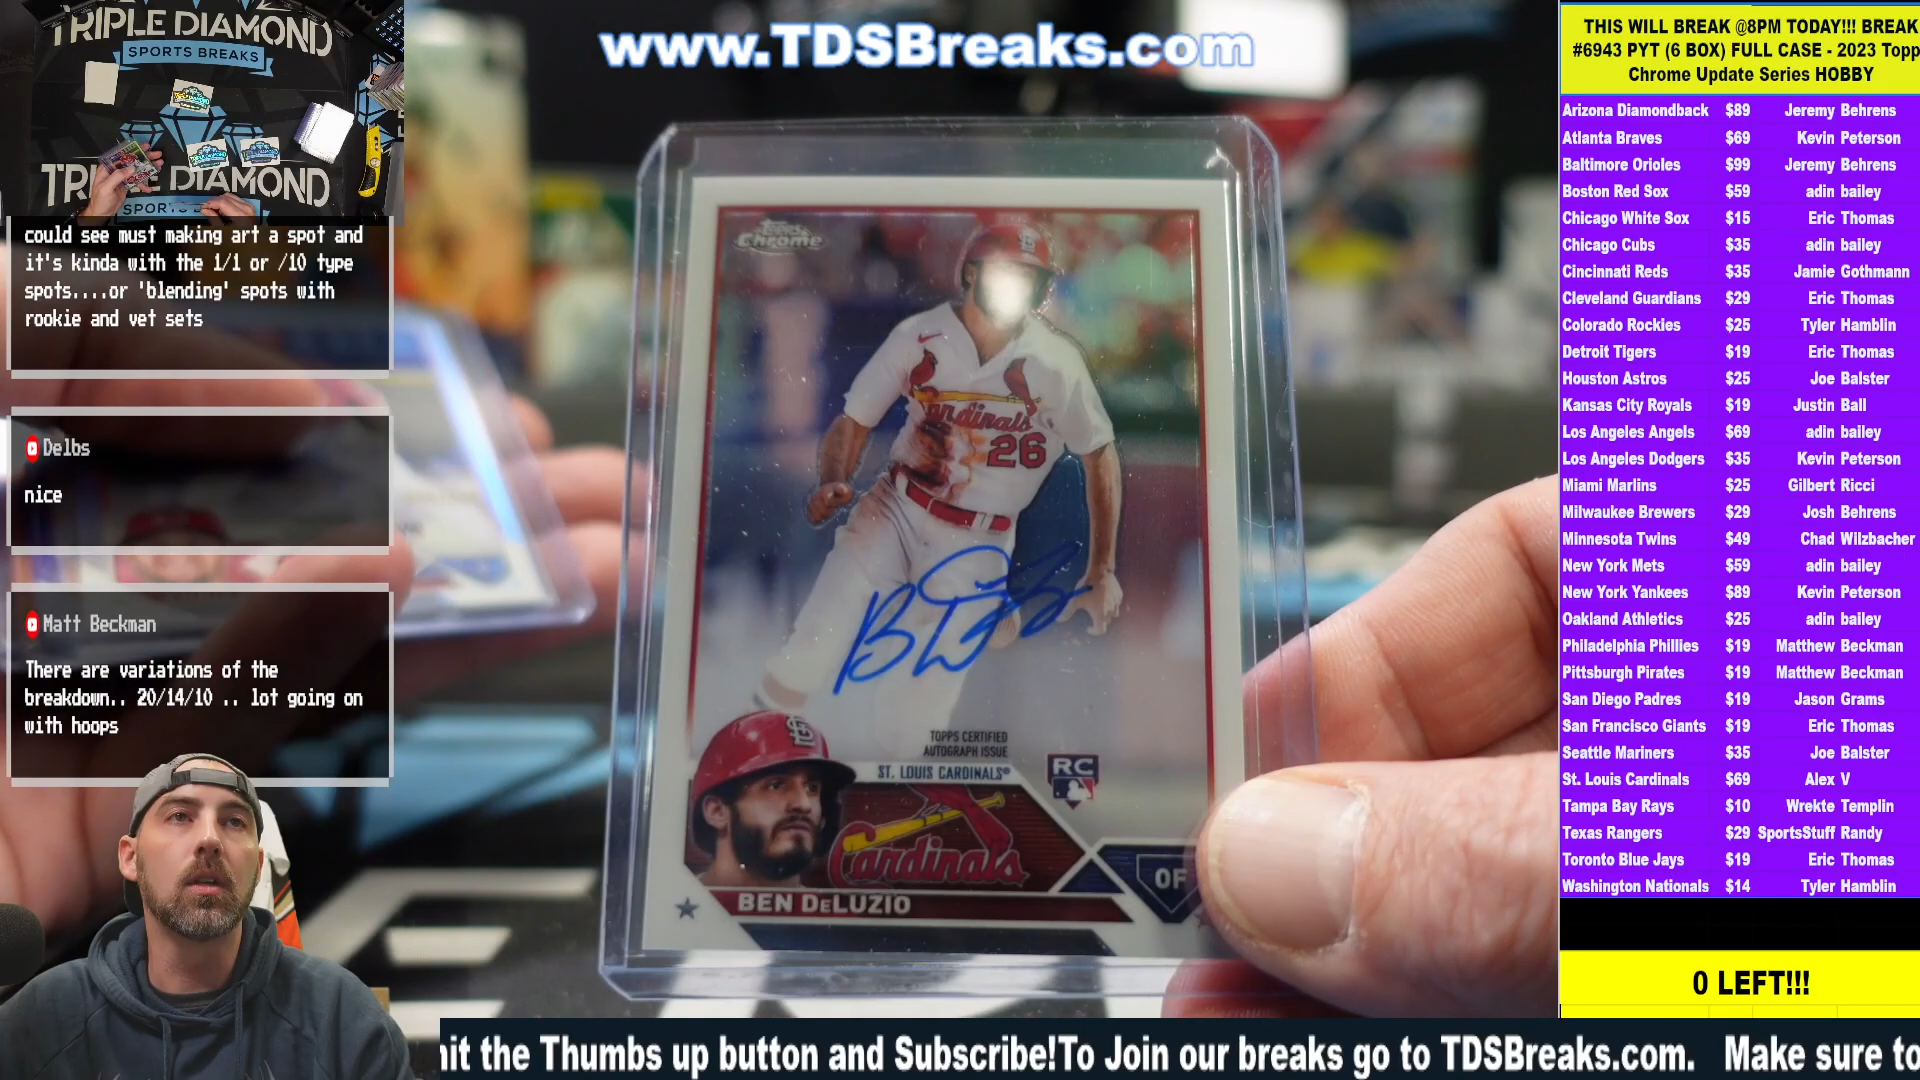 TRIPLE DIAMOND
SPORTS BREAKS
TRIPLE DIAMOND
could see must making art a spot and
it's kinda with the 1/1 or /10 type
spots....or 'blending' spots with
rookie and vet sets
Delbs
nice
Matt Beckman
There are variations of the
breakdown.. 20/14/10 .. lot going on
with hoops
www.TDSBreaks.com
Topps
Chrome
Cardinals
26
TOPPS CERTIFIED
AUTOGRAPH ISSUE
ST. LOUIS CARDINALS®
RC
Cardinals
OF
BEN DeLUZIO
THIS WILL BREAK @8PM TODAY!!! BREAK
#6943 PYT (6 BOX) FULL CASE - 2023 Topp
Chrome Update Series HOBBY
Arizona Diamondback $89 Jeremy Behrens
Atlanta Braves $69 Kevin Peterson
Baltimore Orioles $99 Jeremy Behrens
Boston Red Sox $59 adin bailey
Chicago White Sox $15 Eric Thomas
Chicago Cubs $35 adin bailey
Cincinnati Reds $35 Jamie Gothmann
Cleveland Guardians $29 Eric Thomas
Colorado Rockies $25 Tyler Hamblin
Detroit Tigers $19 Eric Thomas
Houston Astros $25 Joe Balster
Kansas City Royals $19 Justin Ball
Los Angeles Angels $69 adin bailey
Los Angeles Dodgers $35 Kevin Peterson
Miami Marlins $25 Gilbert Ricci
Milwaukee Brewers $29 Josh Behrens
Minnesota Twins $49 Chad Wilzbacher
New York Mets $59 adin bailey
New York Yankees $89 Kevin Peterson
Oakland Athletics $25 adin bailey
Philadelphia Phillies $19 Matthew Beckman
Pittsburgh Pirates $19 Matthew Beckman
San Diego Padres $19 Jason Grams
San Francisco Giants $19 Eric Thomas
Seattle Mariners $35 Joe Balster
St. Louis Cardinals $69 Alex V
Tampa Bay Rays $10 Wrekte Templin
Texas Rangers $29 SportsStuff Randy
Toronto Blue Jays $19 Eric Thomas
Washington Nationals $14 Tyler Hamblin
0 LEFT!!!
hit the Thumbs up button and Subscribe!To Join our breaks go to TDSBreaks.com. Make sure to